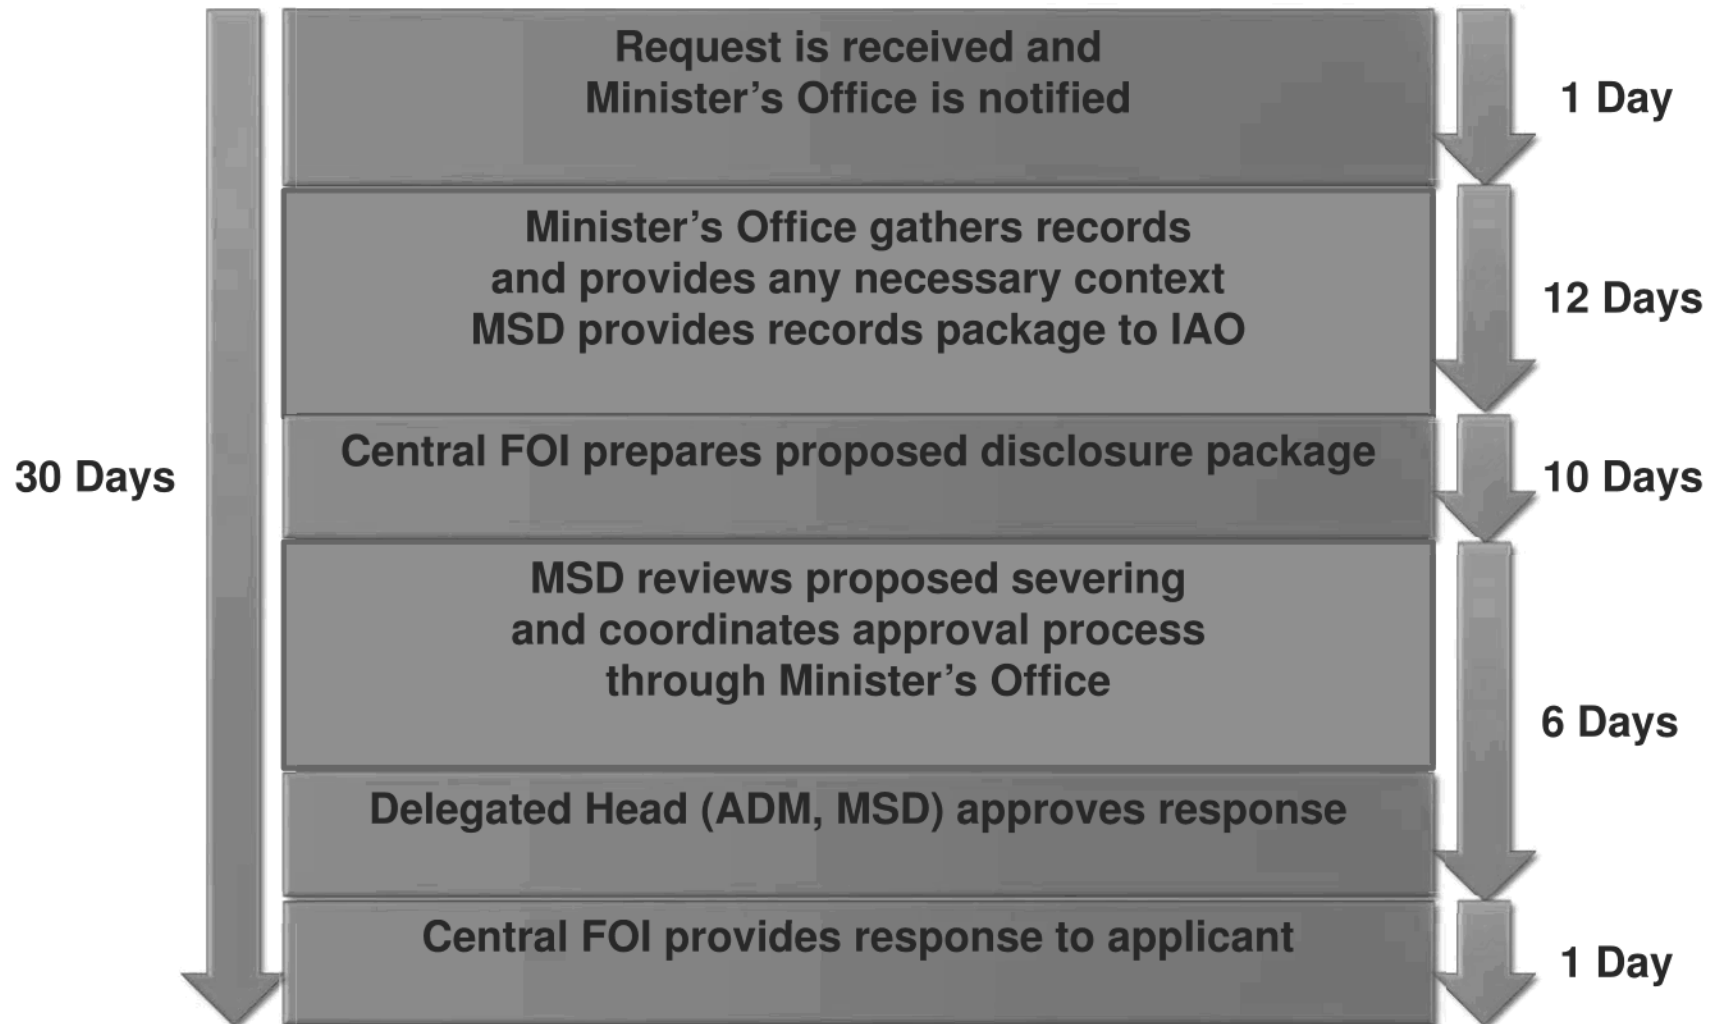 Request is received and
Minister’s Office is notified
1 Day
Minister’s Office gathers records
and provides any necessary context
MSD provides records package to IAO
12 Days
Central FOI prepares proposed disclosure package
30 Days
10 Days
MSD reviews proposed severing
and coordinates approval process
through Minister’s Office
6 Days
Delegated Head (ADM, MSD) approves response
Central FOI provides response to applicant
1 Day